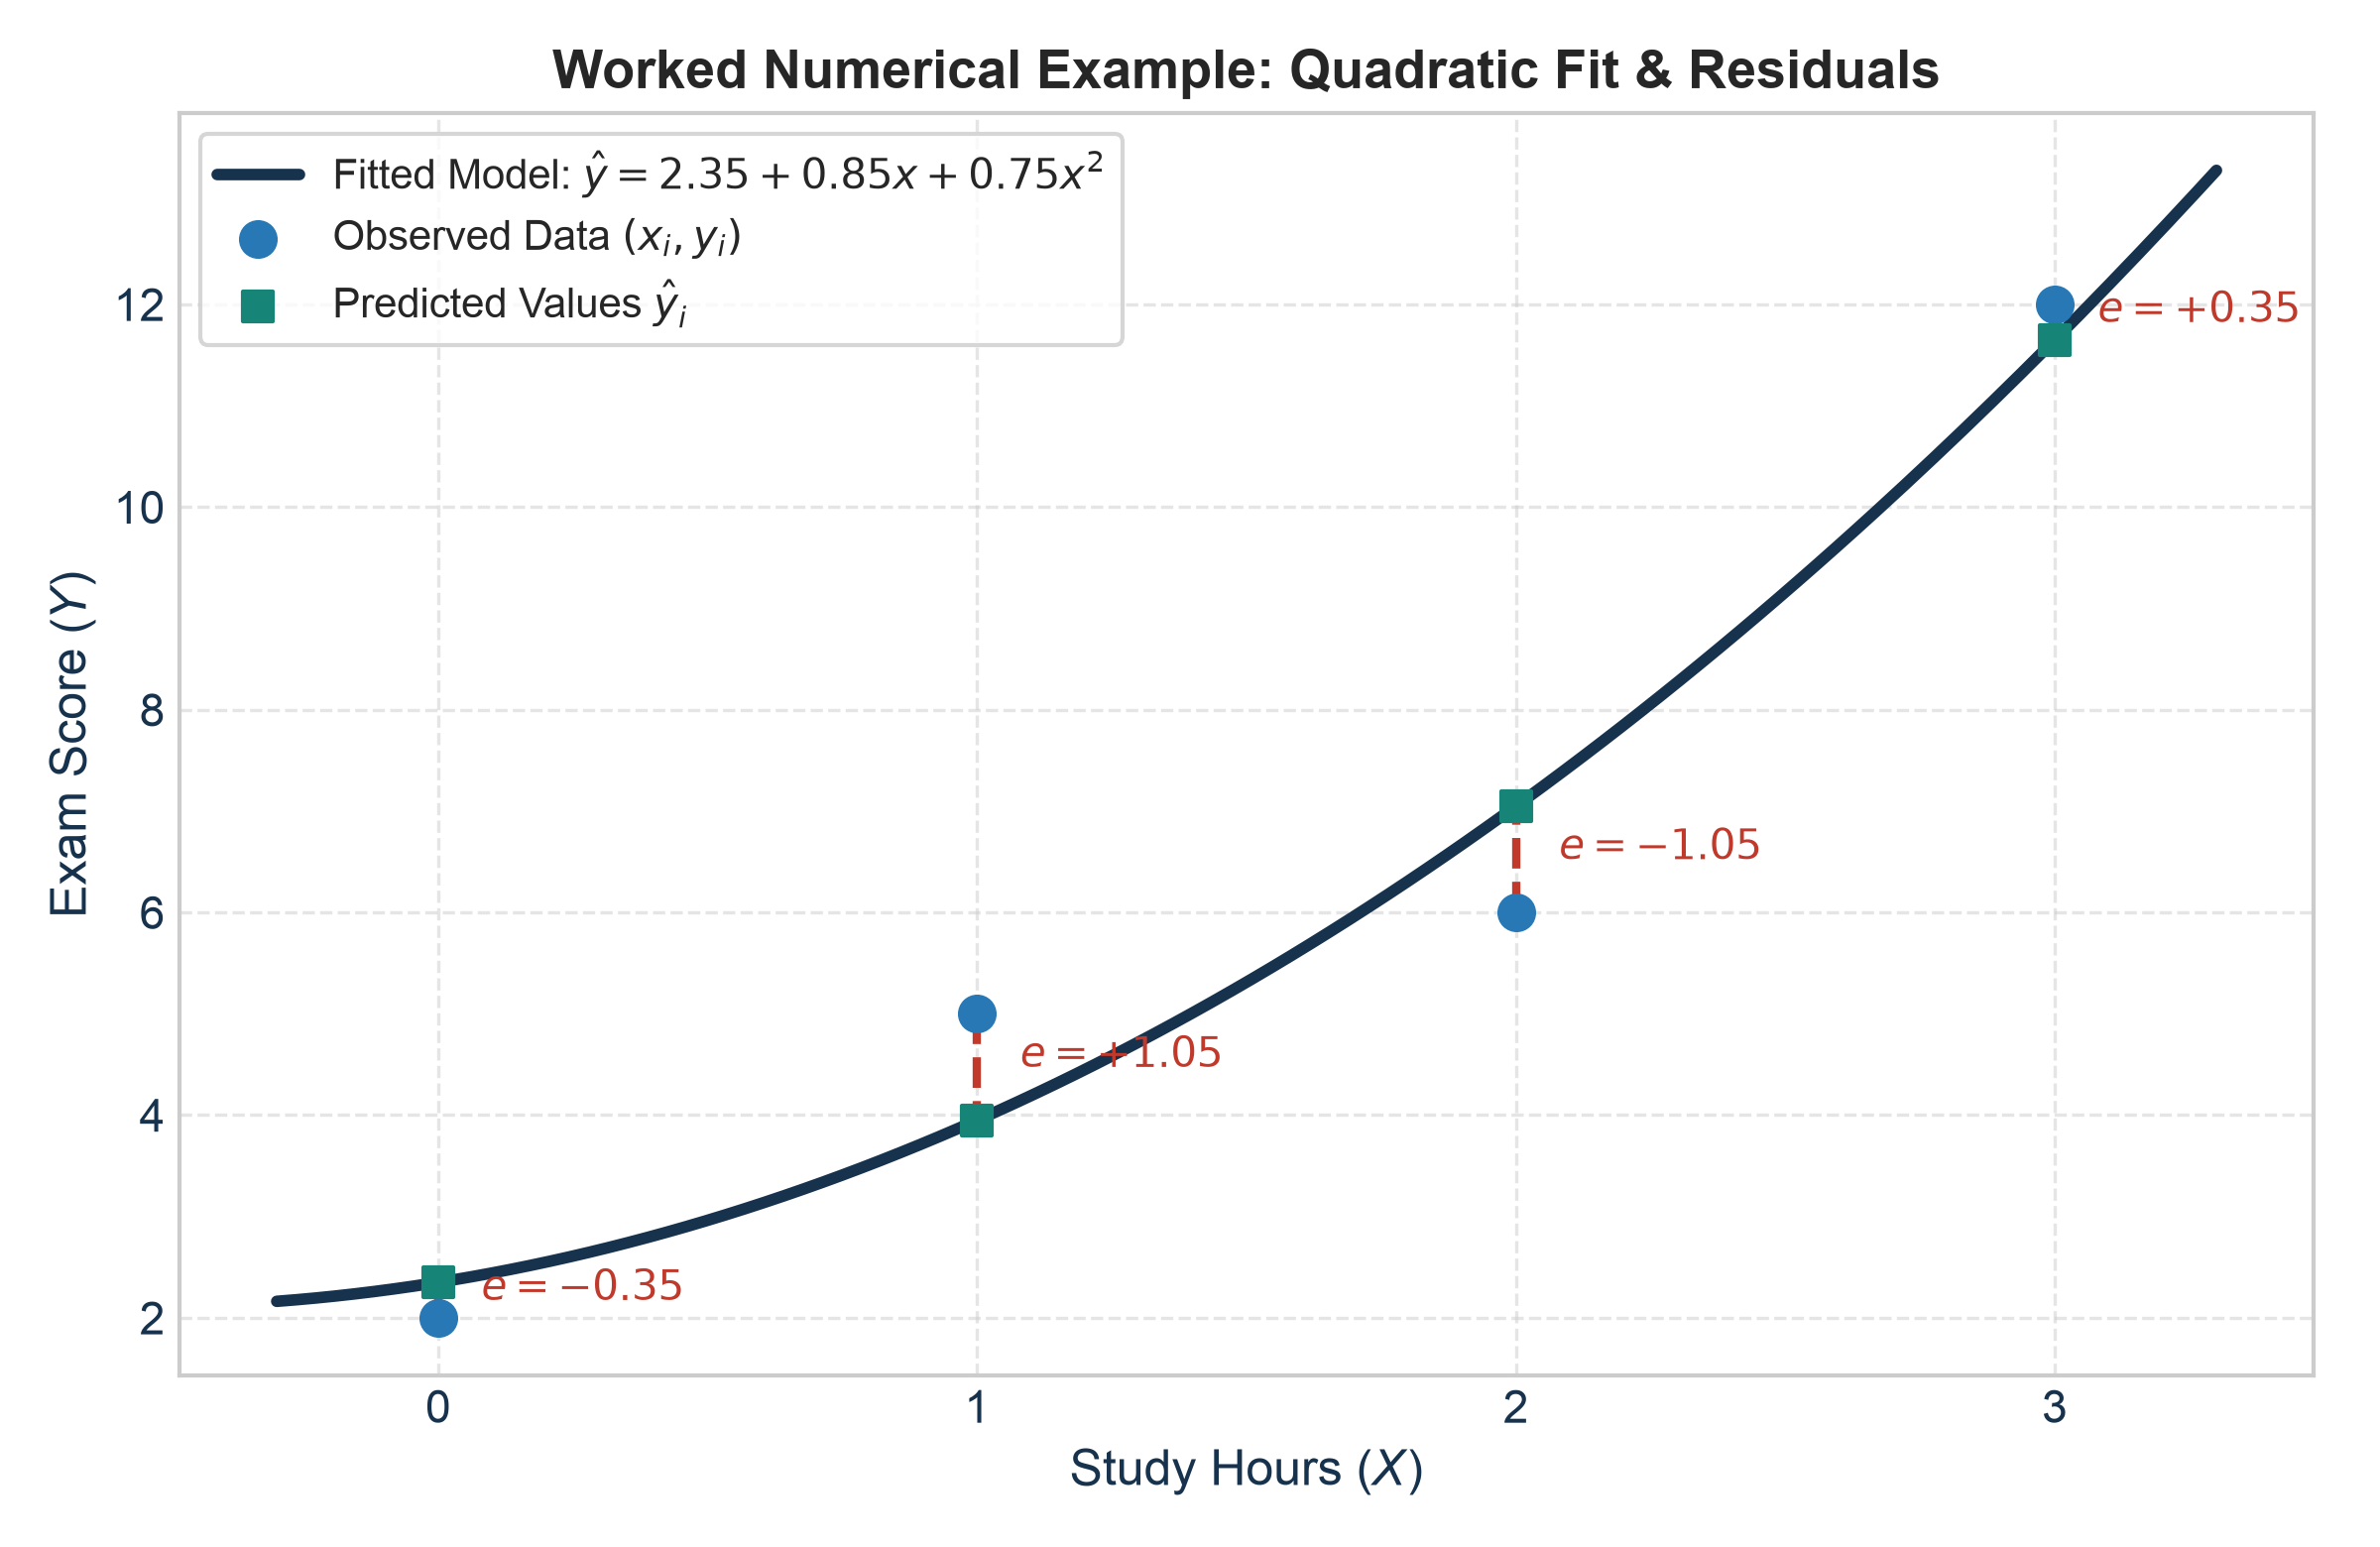 Worked Numerical Example: Quadratic Fit & Residuals
Fitted Model: ŷ = 2.35 + 0.85x + 0.75x²
Observed Data (xᵢ, yᵢ)
Predicted Values ŷᵢ
12
10
8
6
4
2
Exam Score (Y)
e = +0.35
e = −1.05
e = +1.05
e = −0.35
0
1
2
3
Study Hours (X)